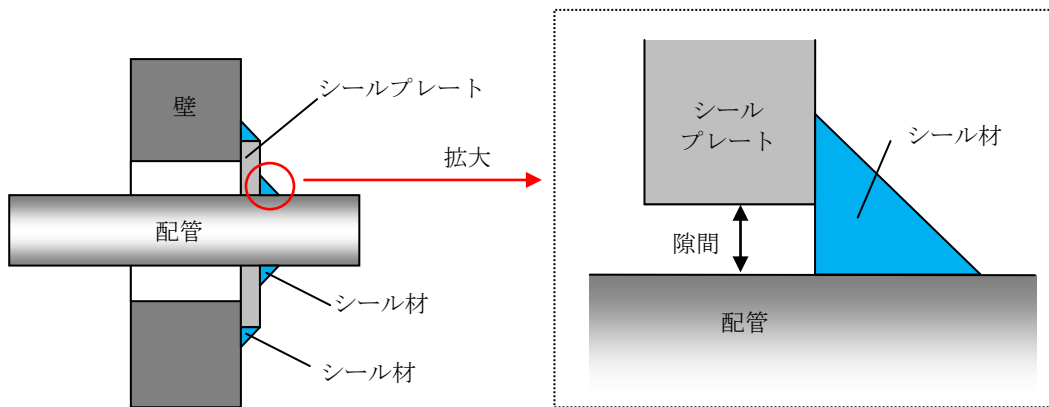 シールプレート
壁
配管
シール材
シール材
拡大
シール
プレート
シール材
隙間
配管